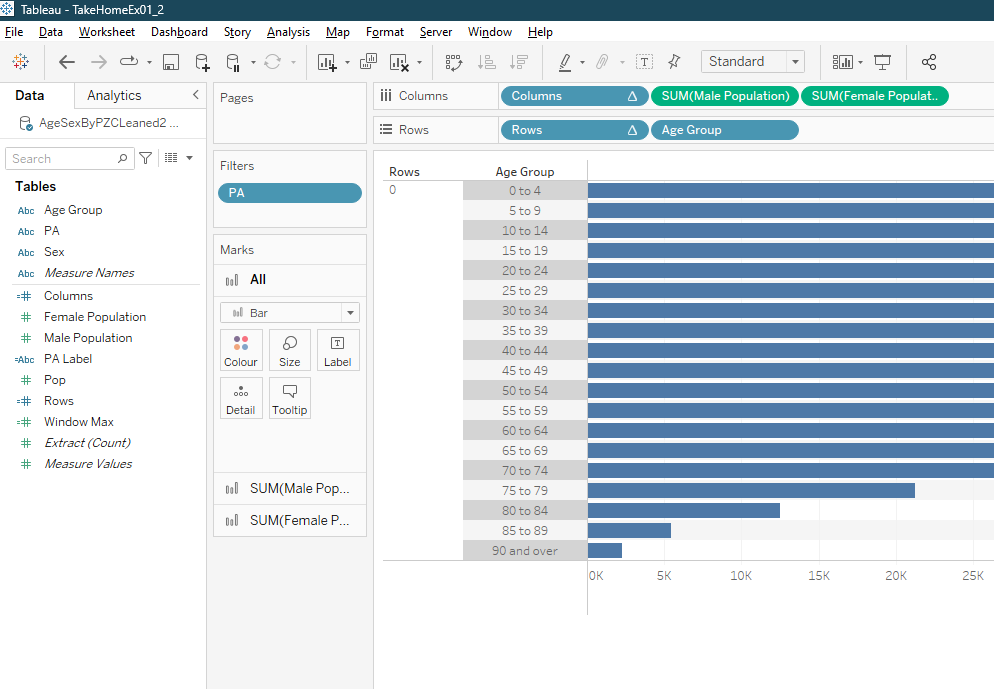 Tableau - TakeHomeEx01_2
File Data Worksheet Dashboard Story Analysis Map Format Server Window Help
Standard
Data Analytics
AgeSexByPZCLeaned2 ...
Search
Tables
Abc Age Group
Abc PA
Abc Sex
Abc Measure Names
=# Columns
# Female Population
# Male Population
=Abc PA Label
# Pop
=# Rows
=# Window Max
# Extract (Count)
# Measure Values
Pages
Filters
PA
Marks
All
Bar
Colour Size Label
Detail Tooltip
SUM(Male Pop...
SUM(Female P...
Columns Columns SUM(Male Population) SUM(Female Populat..
Rows Rows Age Group
Rows Age Group
0 0 to 4
5 to 9
10 to 14
15 to 19
20 to 24
25 to 29
30 to 34
35 to 39
40 to 44
45 to 49
50 to 54
55 to 59
60 to 64
65 to 69
70 to 74
75 to 79
80 to 84
85 to 89
90 and over
0K 5K 10K 15K 20K 25K